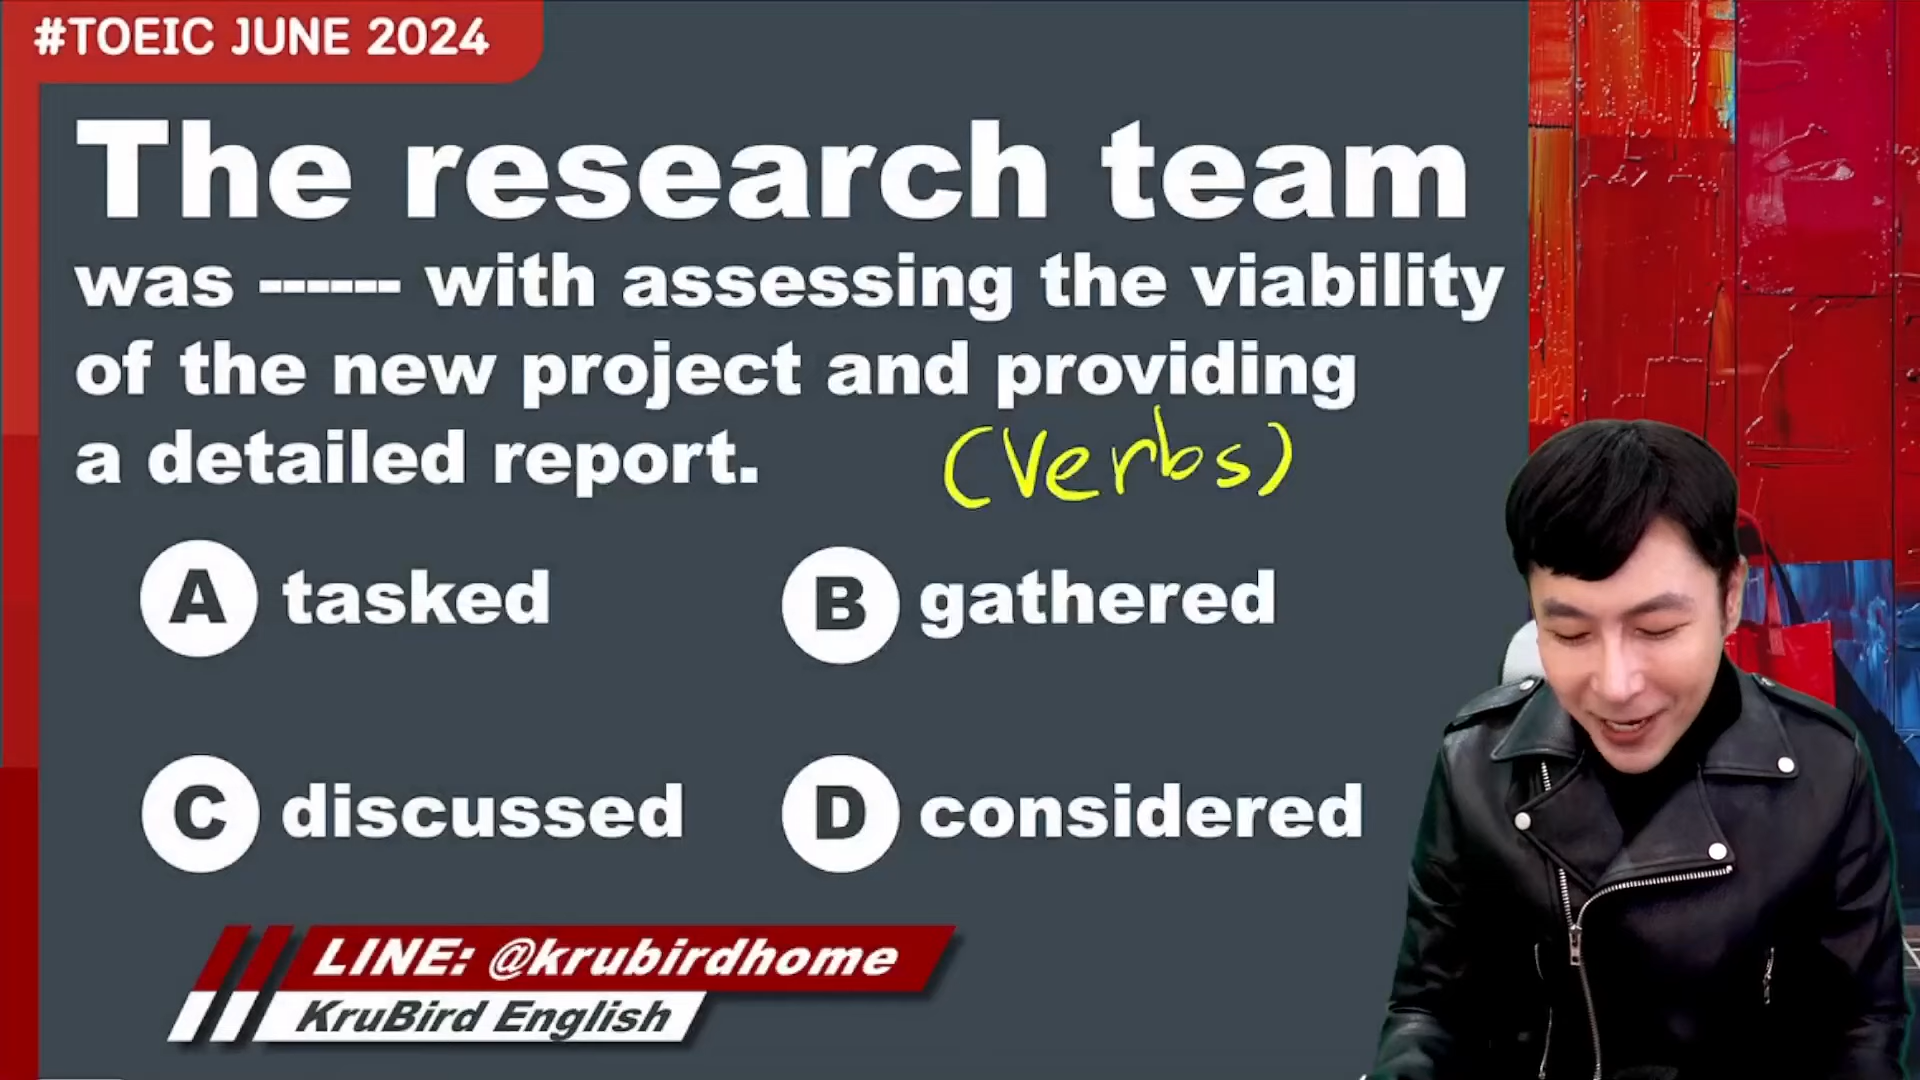 #TOEIC JUNE 2024
The research team
was ------ with assessing the viability
of the new project and providing
a detailed report.
(Verbs)
A tasked
B gathered
C discussed
D considered
LINE: @krubirdhome
KruBird English